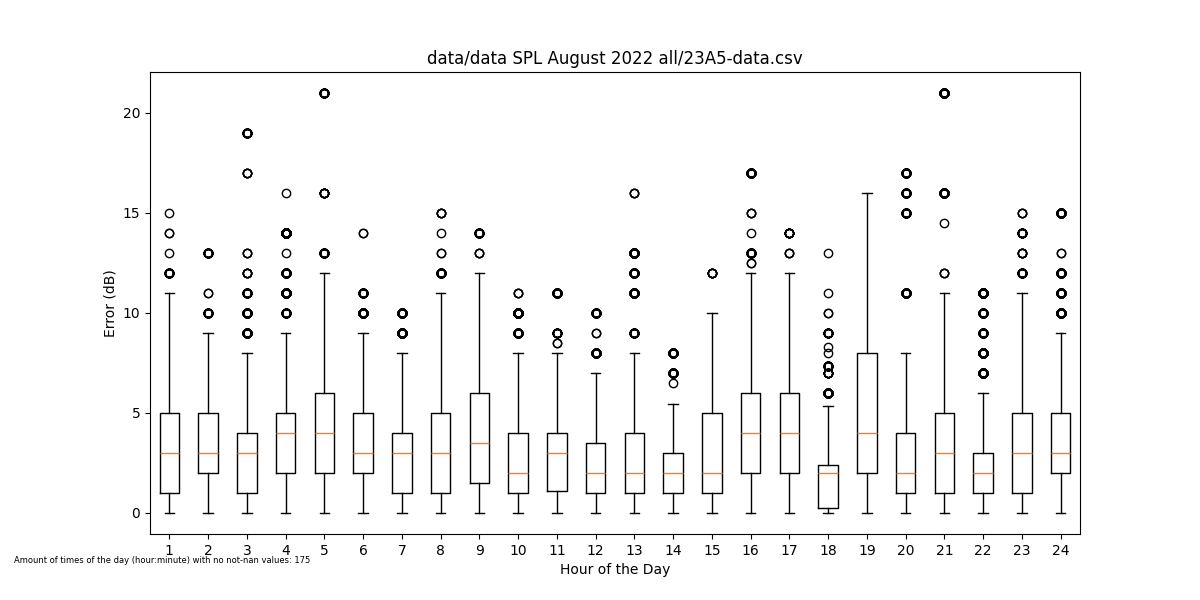 data/data SPL August 2022 all/23A5-data.csv
20
15
10
5
0
Error (dB)
1 2 3 4 5 6 7 8 9 10 11 12 13 14 15 16 17 18 19 20 21 22 23 24
Amount of times of the day (hour:minute) with no not-nan values: 175
Hour of the Day